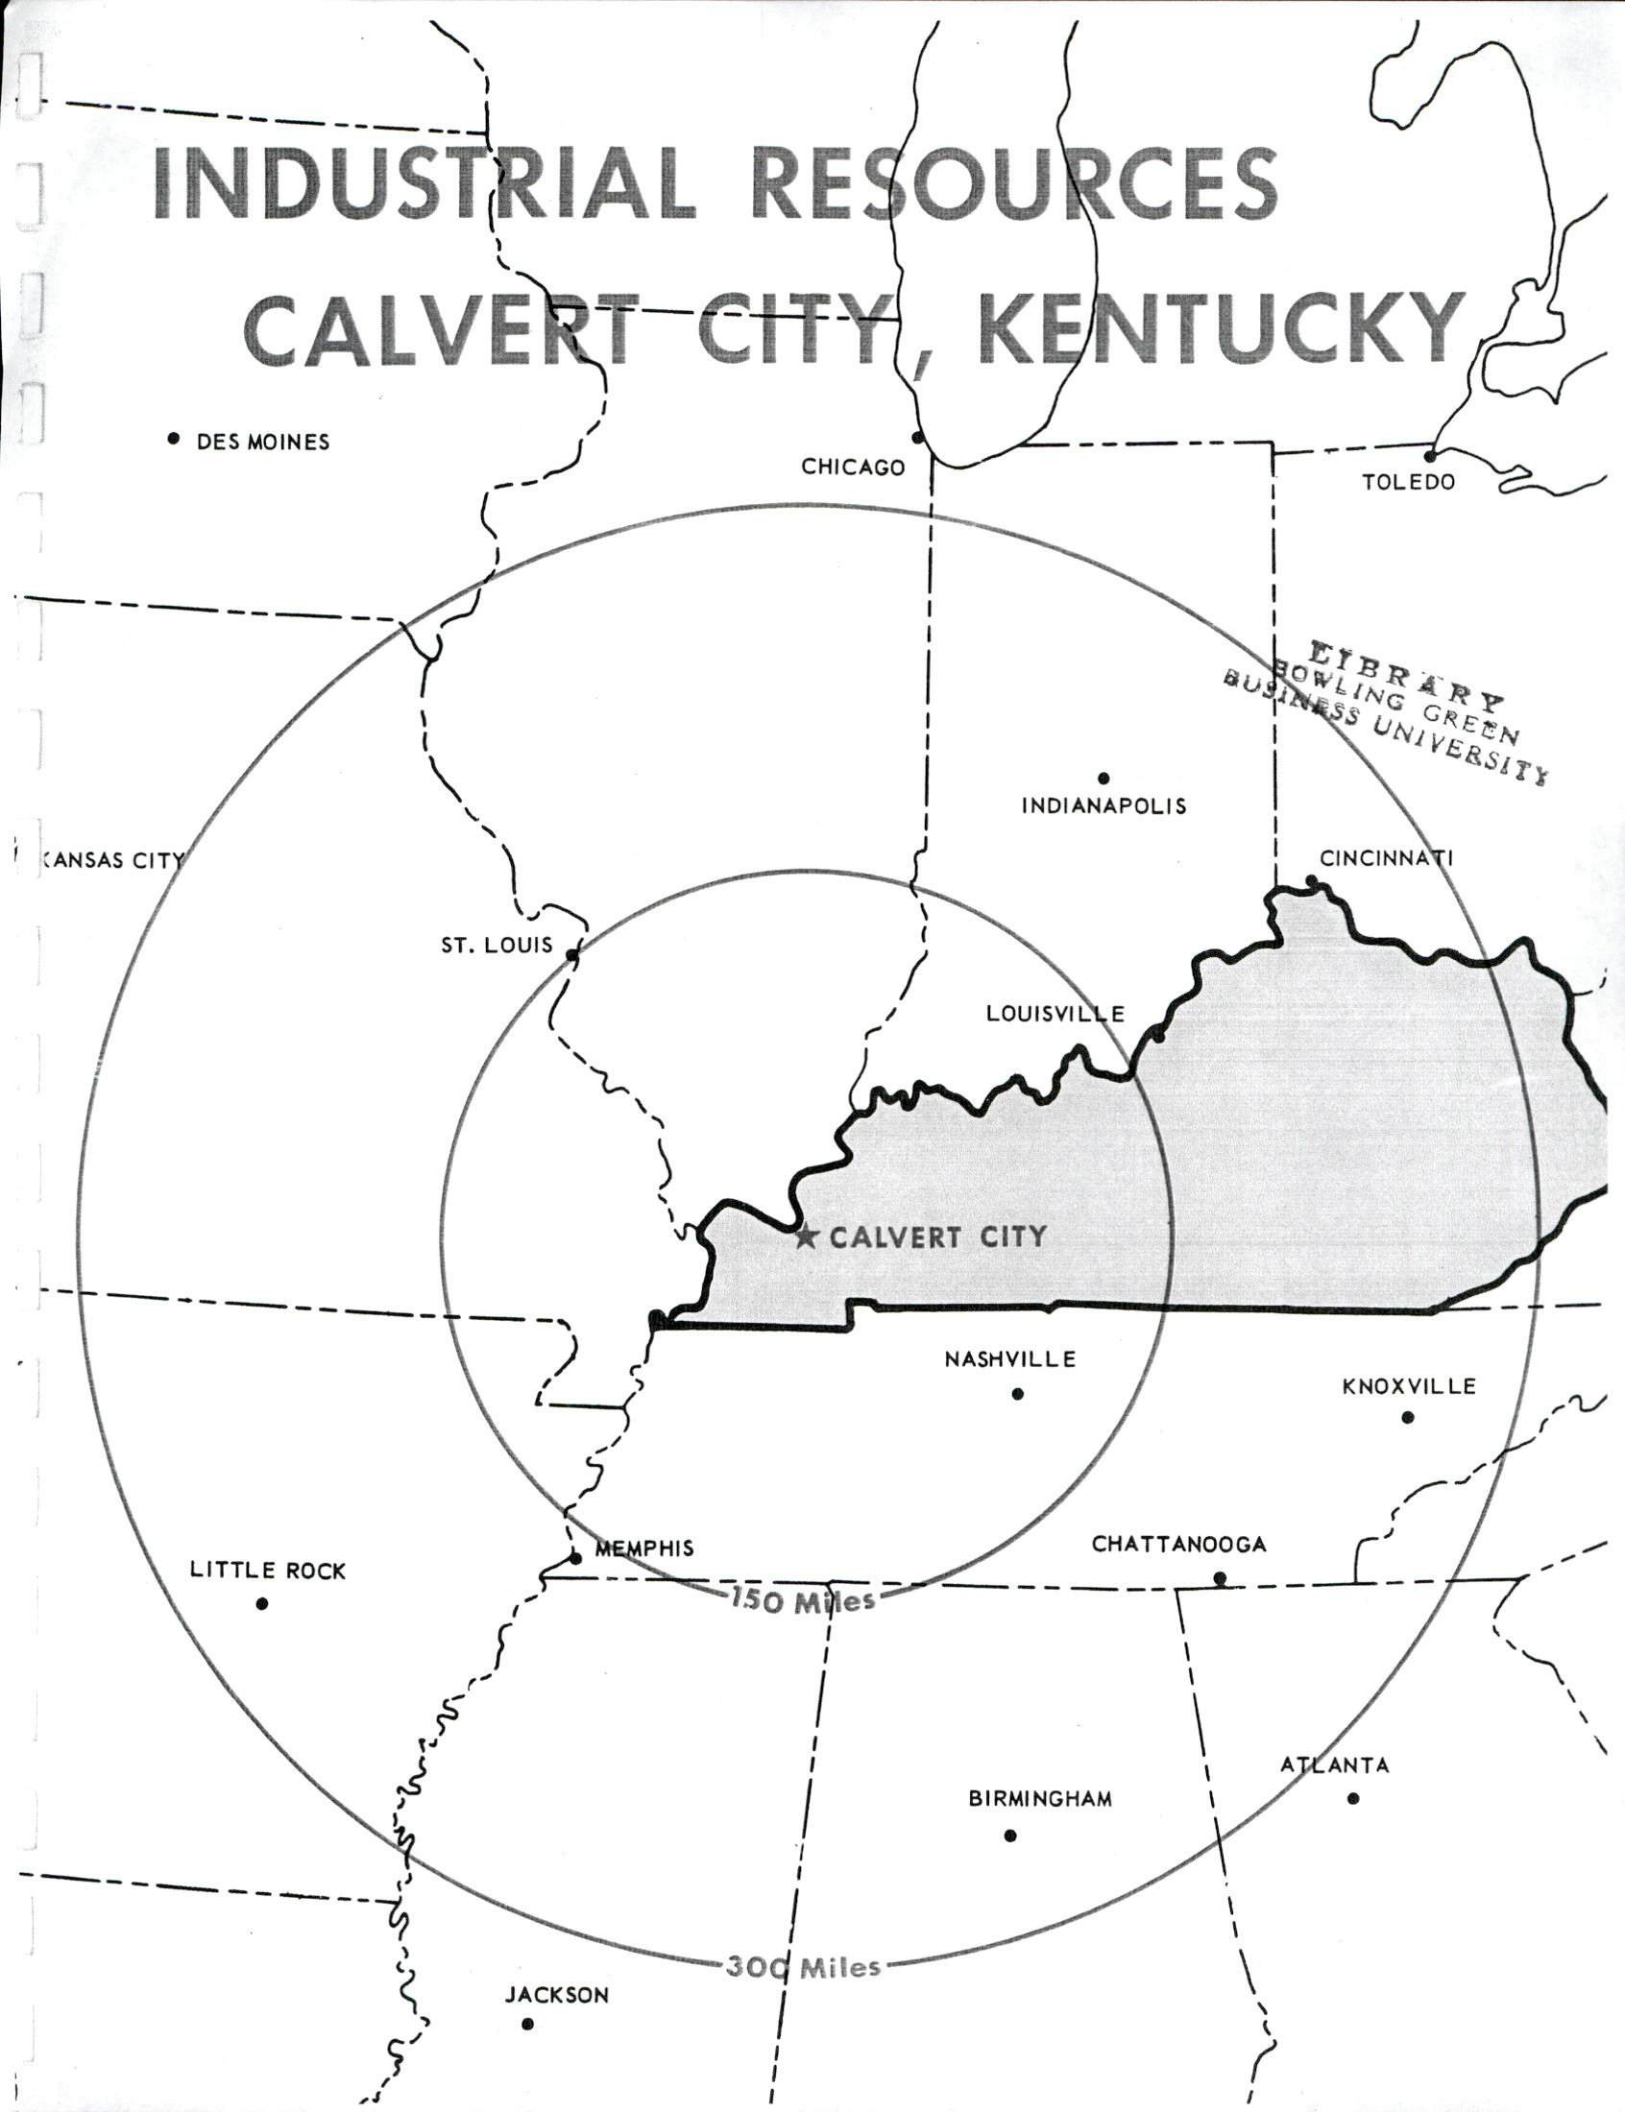 INDUSTRIAL RESOURCES
CALVERT CITY, KENTUCKY
DES MOINES
CHICAGO
TOLEDO
LIBRARY
BOWLING GREEN
BUSINESS UNIVERSITY
INDIANAPOLIS
KANSAS CITY
CINCINNATI
ST. LOUIS
LOUISVILLE
CALVERT CITY
NASHVILLE
KNOXVILLE
CHATTANOOGA
MEMPHIS
LITTLE ROCK
150 Miles
ATLANTA
BIRMINGHAM
300 Miles
JACKSON